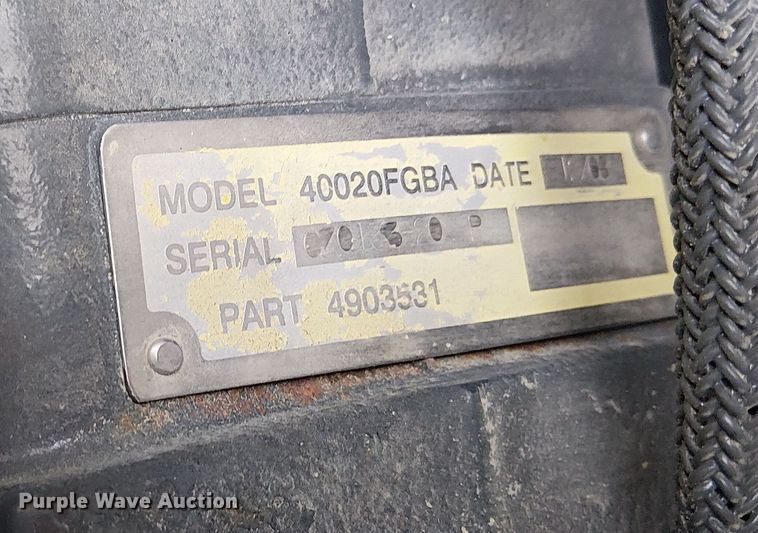 MODEL 40020FGBA DATE
SERIAL
PART 4903531
Purple Wave Auction